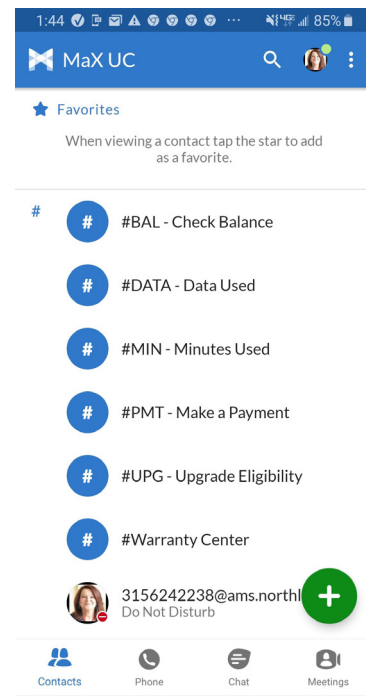 1:44 85%
MaX UC
Favorites
When viewing a contact tap the star to add
as a favorite.
#
# #BAL - Check Balance
# #DATA - Data Used
# #MIN - Minutes Used
# #PMT - Make a Payment
# #UPG - Upgrade Eligibility
# #Warranty Center
3156242238@ams.northl
Do Not Disturb
Contacts Phone Chat Meetings